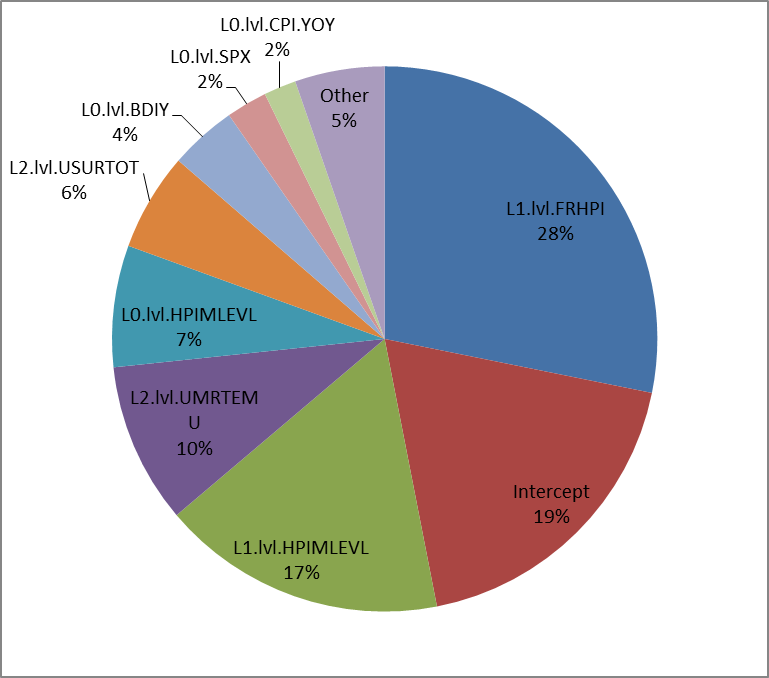 L0.lvl.CPI.YOY
2%
L0.lvl.SPX
2%
Other
5%
L0.lvl.BDIY
4%
L2.lvl.USURTOT
6%
L1.lvl.FRHPI
28%
L0.lvl.HPIMLEVL
7%
L2.lvl.UMRTEM
U
10%
Intercept
19%
L1.lvl.HPIMLEVL
17%